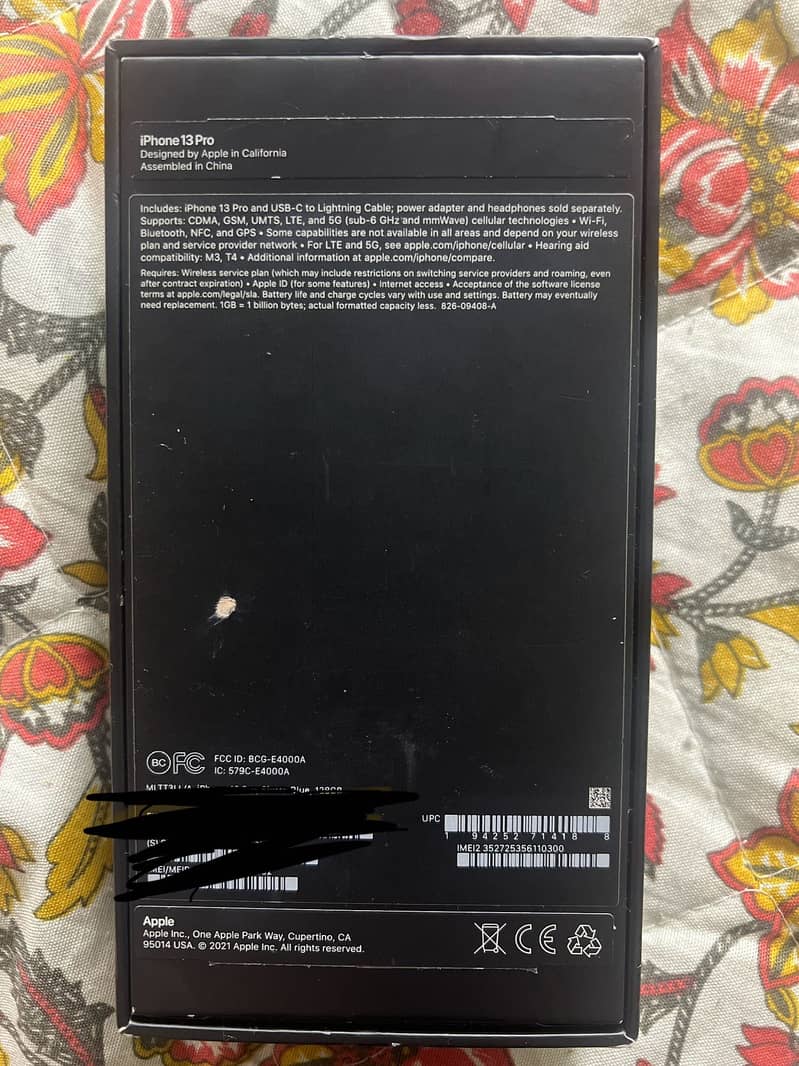 iPhone 13 Pro
Designed by Apple in California
Assembled in China
Includes: iPhone 13 Pro and USB-C to Lightning Cable; power adapter and headphones sold separately.
Supports: CDMA, GSM, UMTS, LTE, and 5G (sub-6 GHz and mmWave) cellular technologies • Wi-Fi,
Bluetooth, NFC, and GPS • Some capabilities are not available in all areas and depend on your wireless
plan and service provider network • For LTE and 5G, see apple.com/iphone/cellular • Hearing aid
compatibility: M3, T4 • Additional information at apple.com/iphone/compare.
Requires: Wireless service plan (which may include restrictions on switching service providers and roaming, even
after contract expiration) • Apple ID (for some features) • Internet access • Acceptance of the software license
terms at apple.com/legal/sla. Battery life and charge cycles vary with use and settings. Battery may eventually
need replacement. 1GB = 1 billion bytes; actual formatted capacity less. 826-09408-A
BC FC FCC ID: BCG-E4000A
IC: 579C-E4000A
Blue, 128GB
UPC
1 94252 71418 8
IMEI2 352725356110300
IMEI/MEID
Apple
Apple Inc., One Apple Park Way, Cupertino, CA
95014 USA. © 2021 Apple Inc. All rights reserved.
CE